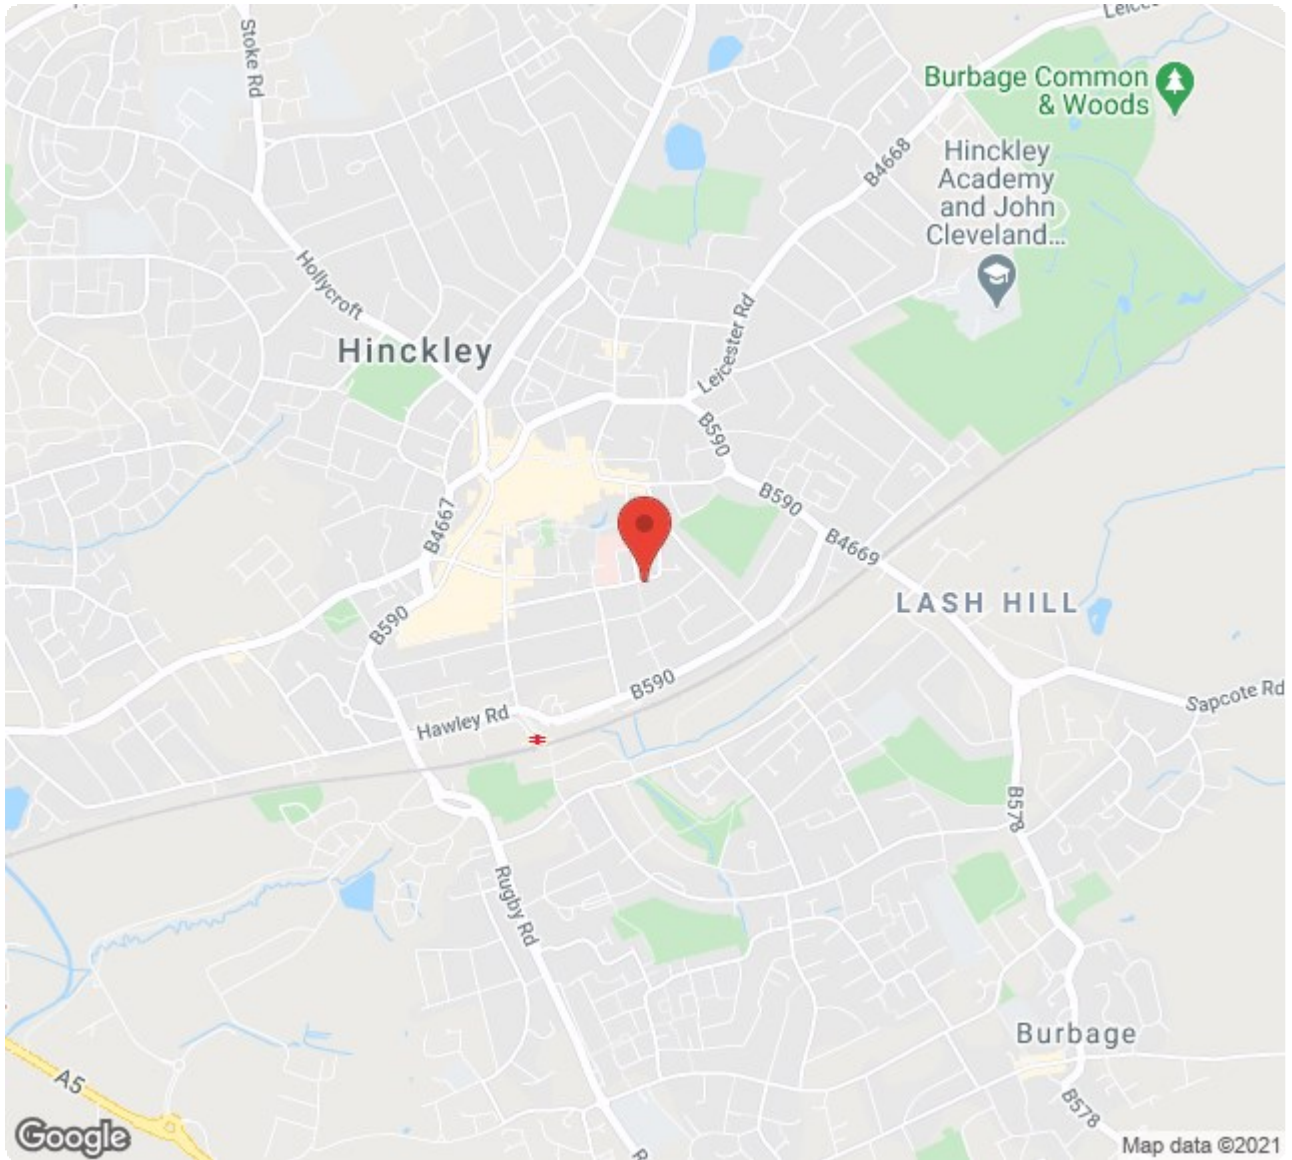 Leice
Stoke Rd
Burbage Common
& Woods
B4668
Hinckley
Academy
and John
Cleveland...
Hollycroft
Leicester Rd
Hinckley
B590
B4667
B590
B4669
LASH HILL
B590
B590
Sapcote Rd
Hawley Rd
B578
Rugby Rd
Burbage
A5
B578
R
Google
Map data ©2021